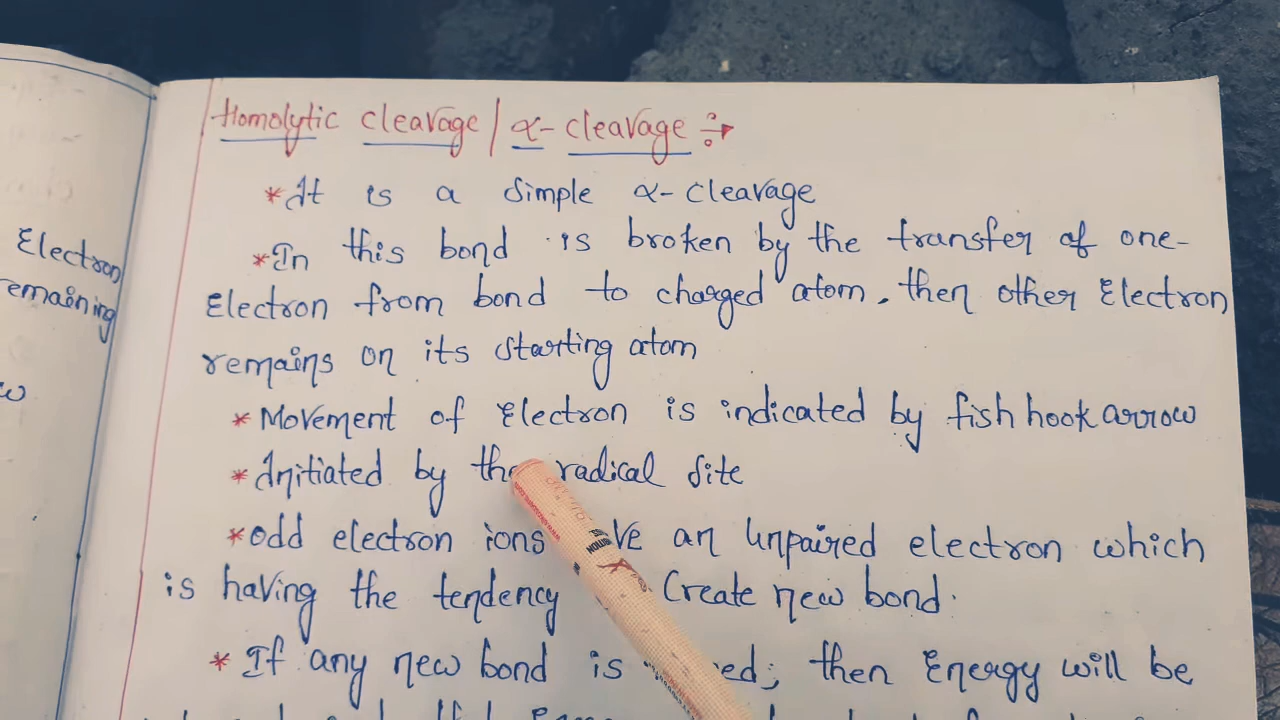 Homolytic cleavage / α- cleavage :
* It is a simple α- cleavage
* In this bond is broken by the transfer of one-
Electron from bond to charged atom, then other Electron
remains on its starting atom
* Movement of Electron is indicated by fish hook arrow
* Initiated by the radical site
* odd electron ions an unpaired electron which
is having the tendency Create new bond.
* If any new bond is ; then Energy will be
Electron
remaining